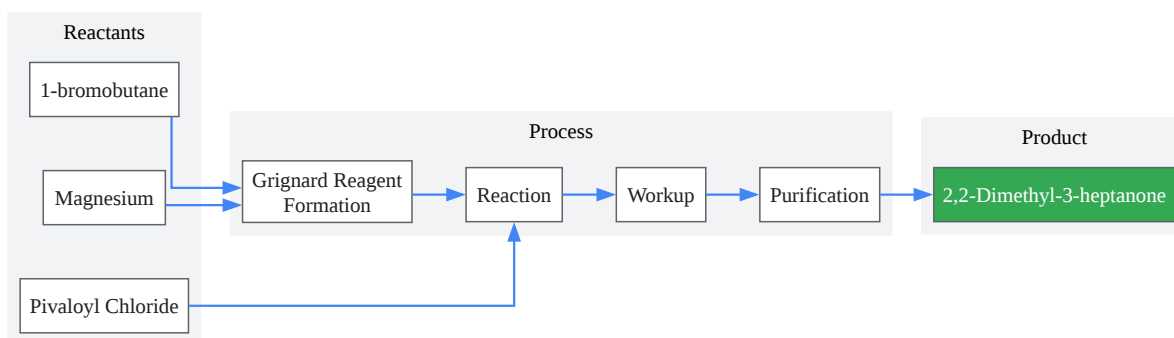 Reactants
1-bromobutane
Magnesium
Pivaloyl Chloride
Process
Grignard Reagent
Formation
Reaction
Workup
Purification
Product
2,2-Dimethyl-3-heptanone